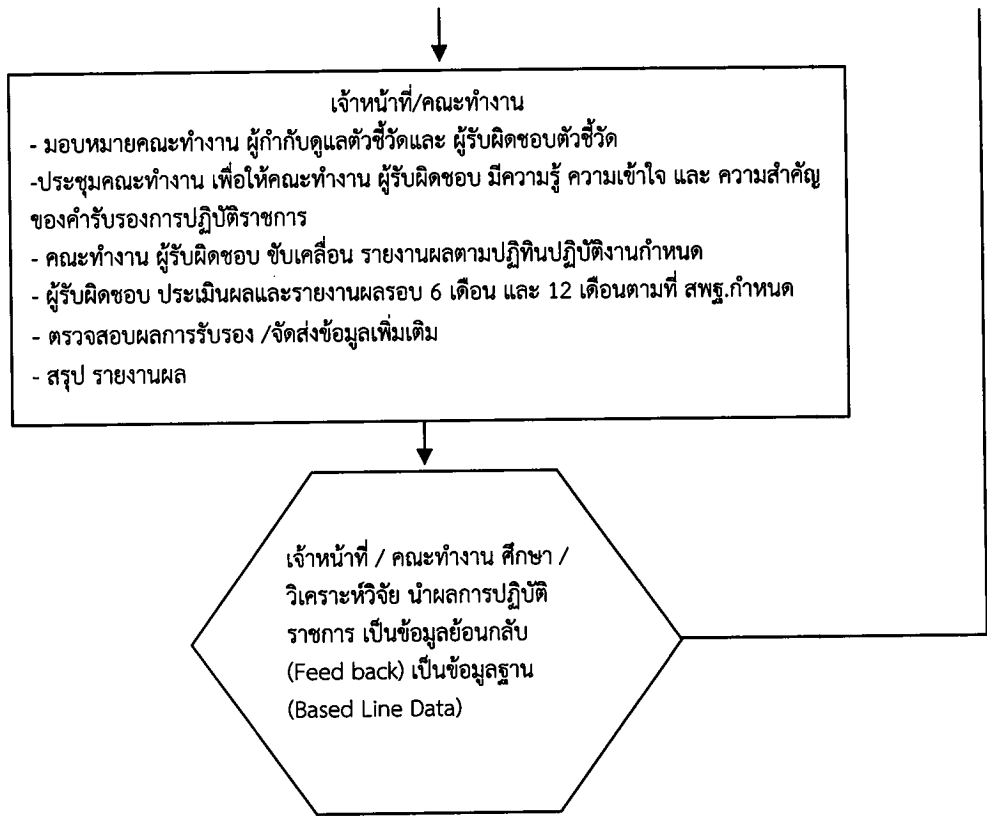 เจ้าหน้าที่/คณะทำงาน
- มอบหมายคณะทำงาน ผู้กำกับดูแลตัวชี้วัดและ ผู้รับผิดชอบตัวชี้วัด
-ประชุมคณะทำงาน เพื่อให้คณะทำงาน ผู้รับผิดชอบ มีความรู้ ความเข้าใจ และ ความสำคัญ
ของคำรับรองการปฏิบัติราชการ
- คณะทำงาน ผู้รับผิดชอบ ขับเคลื่อน รายงานผลตามปฏิทินปฏิบัติงานกำหนด
- ผู้รับผิดชอบ ประเมินผลและรายงานผลรอบ 6 เดือน และ 12 เดือนตามที่ สพฐ.กำหนด
- ตรวจสอบผลการรับรอง /จัดส่งข้อมูลเพิ่มเติม
- สรุป รายงานผล
เจ้าหน้าที่ / คณะทำงาน ศึกษา /
วิเคราะห์วิจัย นำผลการปฏิบัติ
ราชการ เป็นข้อมูลย้อนกลับ
(Feed back) เป็นข้อมูลฐาน
(Based Line Data)